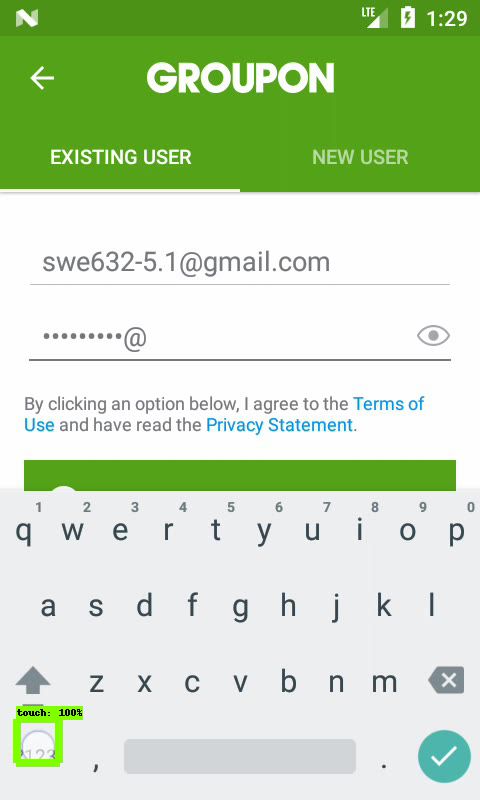 LTE 1:29
GROUPON
EXISTING USER NEW USER
swe632-5.1@gmail.com
•••••••••@
By clicking an option below, I agree to the Terms of
Use and have read the Privacy Statement.
1 2 3 4 5 6 7 8 9 0
q w e r t y u i o p
a s d f g h j k l
z x c v b n m
touch: 100%
?123 , .